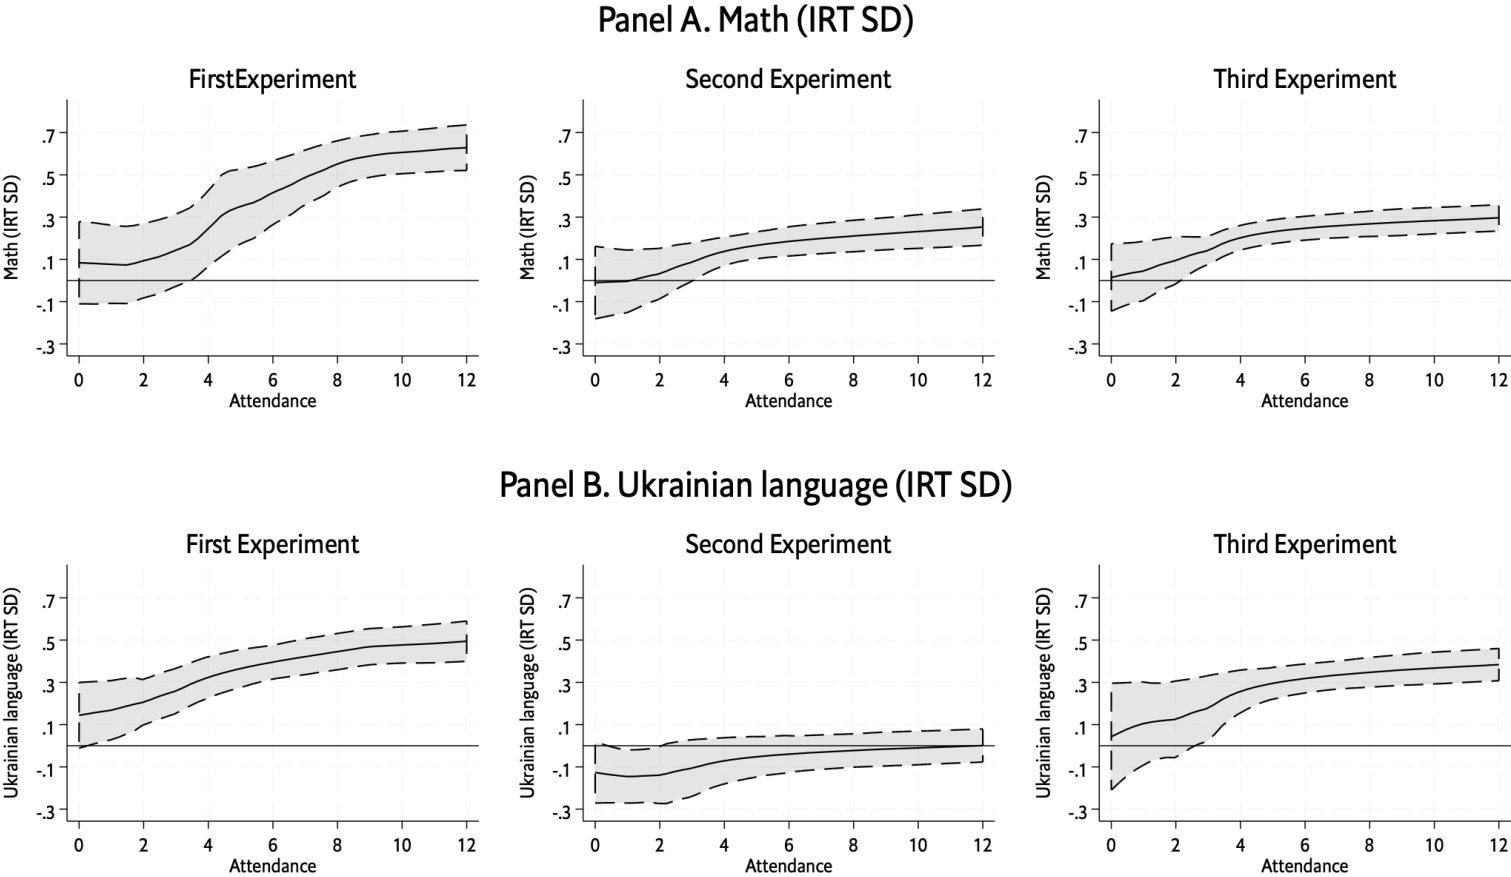 Panel A. Math (IRT SD)
FirstExperiment
Second Experiment
Third Experiment
Math (IRT SD)
.7
.5
.3
.1
-.1
-.3
0 2 4 6 8 10 12
Attendance
Math (IRT SD)
.7
.5
.3
.1
-.1
-.3
0 2 4 6 8 10 12
Attendance
Math (IRT SD)
.7
.5
.3
.1
-.1
-.3
0 2 4 6 8 10 12
Attendance
Panel B. Ukrainian language (IRT SD)
First Experiment
Second Experiment
Third Experiment
Ukrainian language (IRT SD)
.7
.5
.3
.1
-.1
-.3
0 2 4 6 8 10 12
Attendance
Ukrainian language (IRT SD)
.7
.5
.3
.1
-.1
-.3
0 2 4 6 8 10 12
Attendance
Ukrainian language (IRT SD)
.7
.5
.3
.1
-.1
-.3
0 2 4 6 8 10 12
Attendance